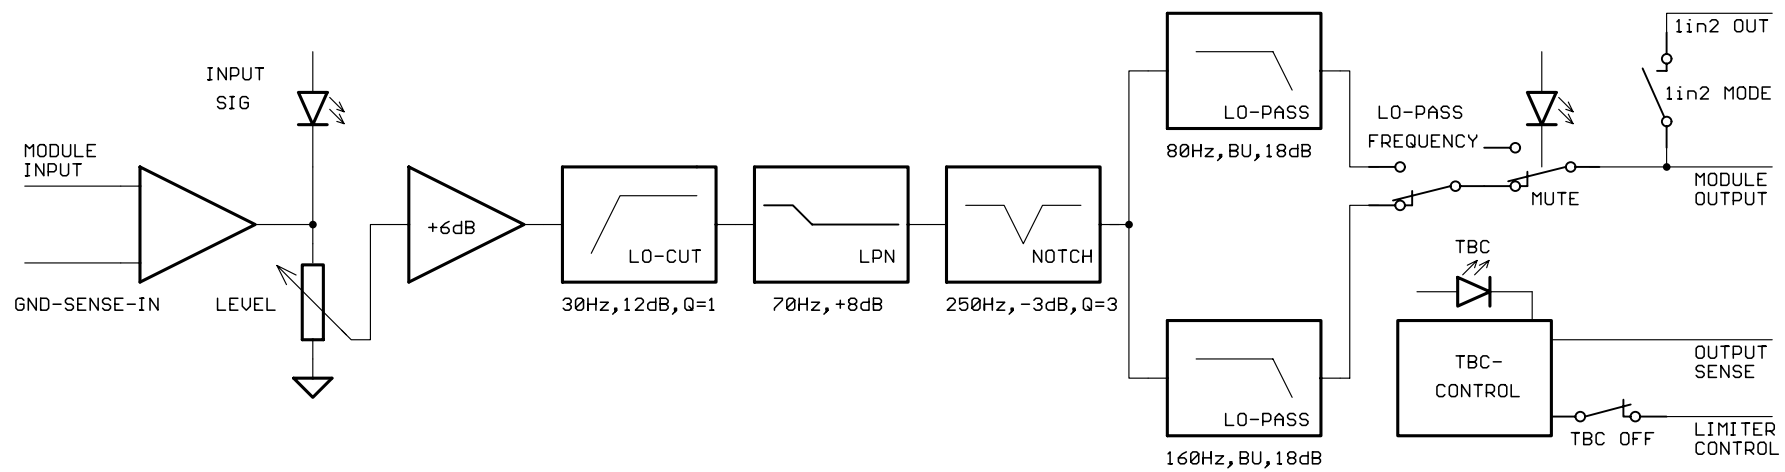 INPUT
SIG
MODULE
INPUT
GND-SENSE-IN
LEVEL
+6dB
LO-CUT
30Hz,12dB,Q=1
LPN
70Hz,+8dB
NOTCH
250Hz,-3dB,Q=3
LO-PASS
80Hz,BU,18dB
LO-PASS
160Hz,BU,18dB
LO-PASS
FREQUENCY
MUTE
1in2 OUT
1in2 MODE
MODULE
OUTPUT
TBC
TBC-
CONTROL
OUTPUT
SENSE
TBC OFF
LIMITER
CONTROL